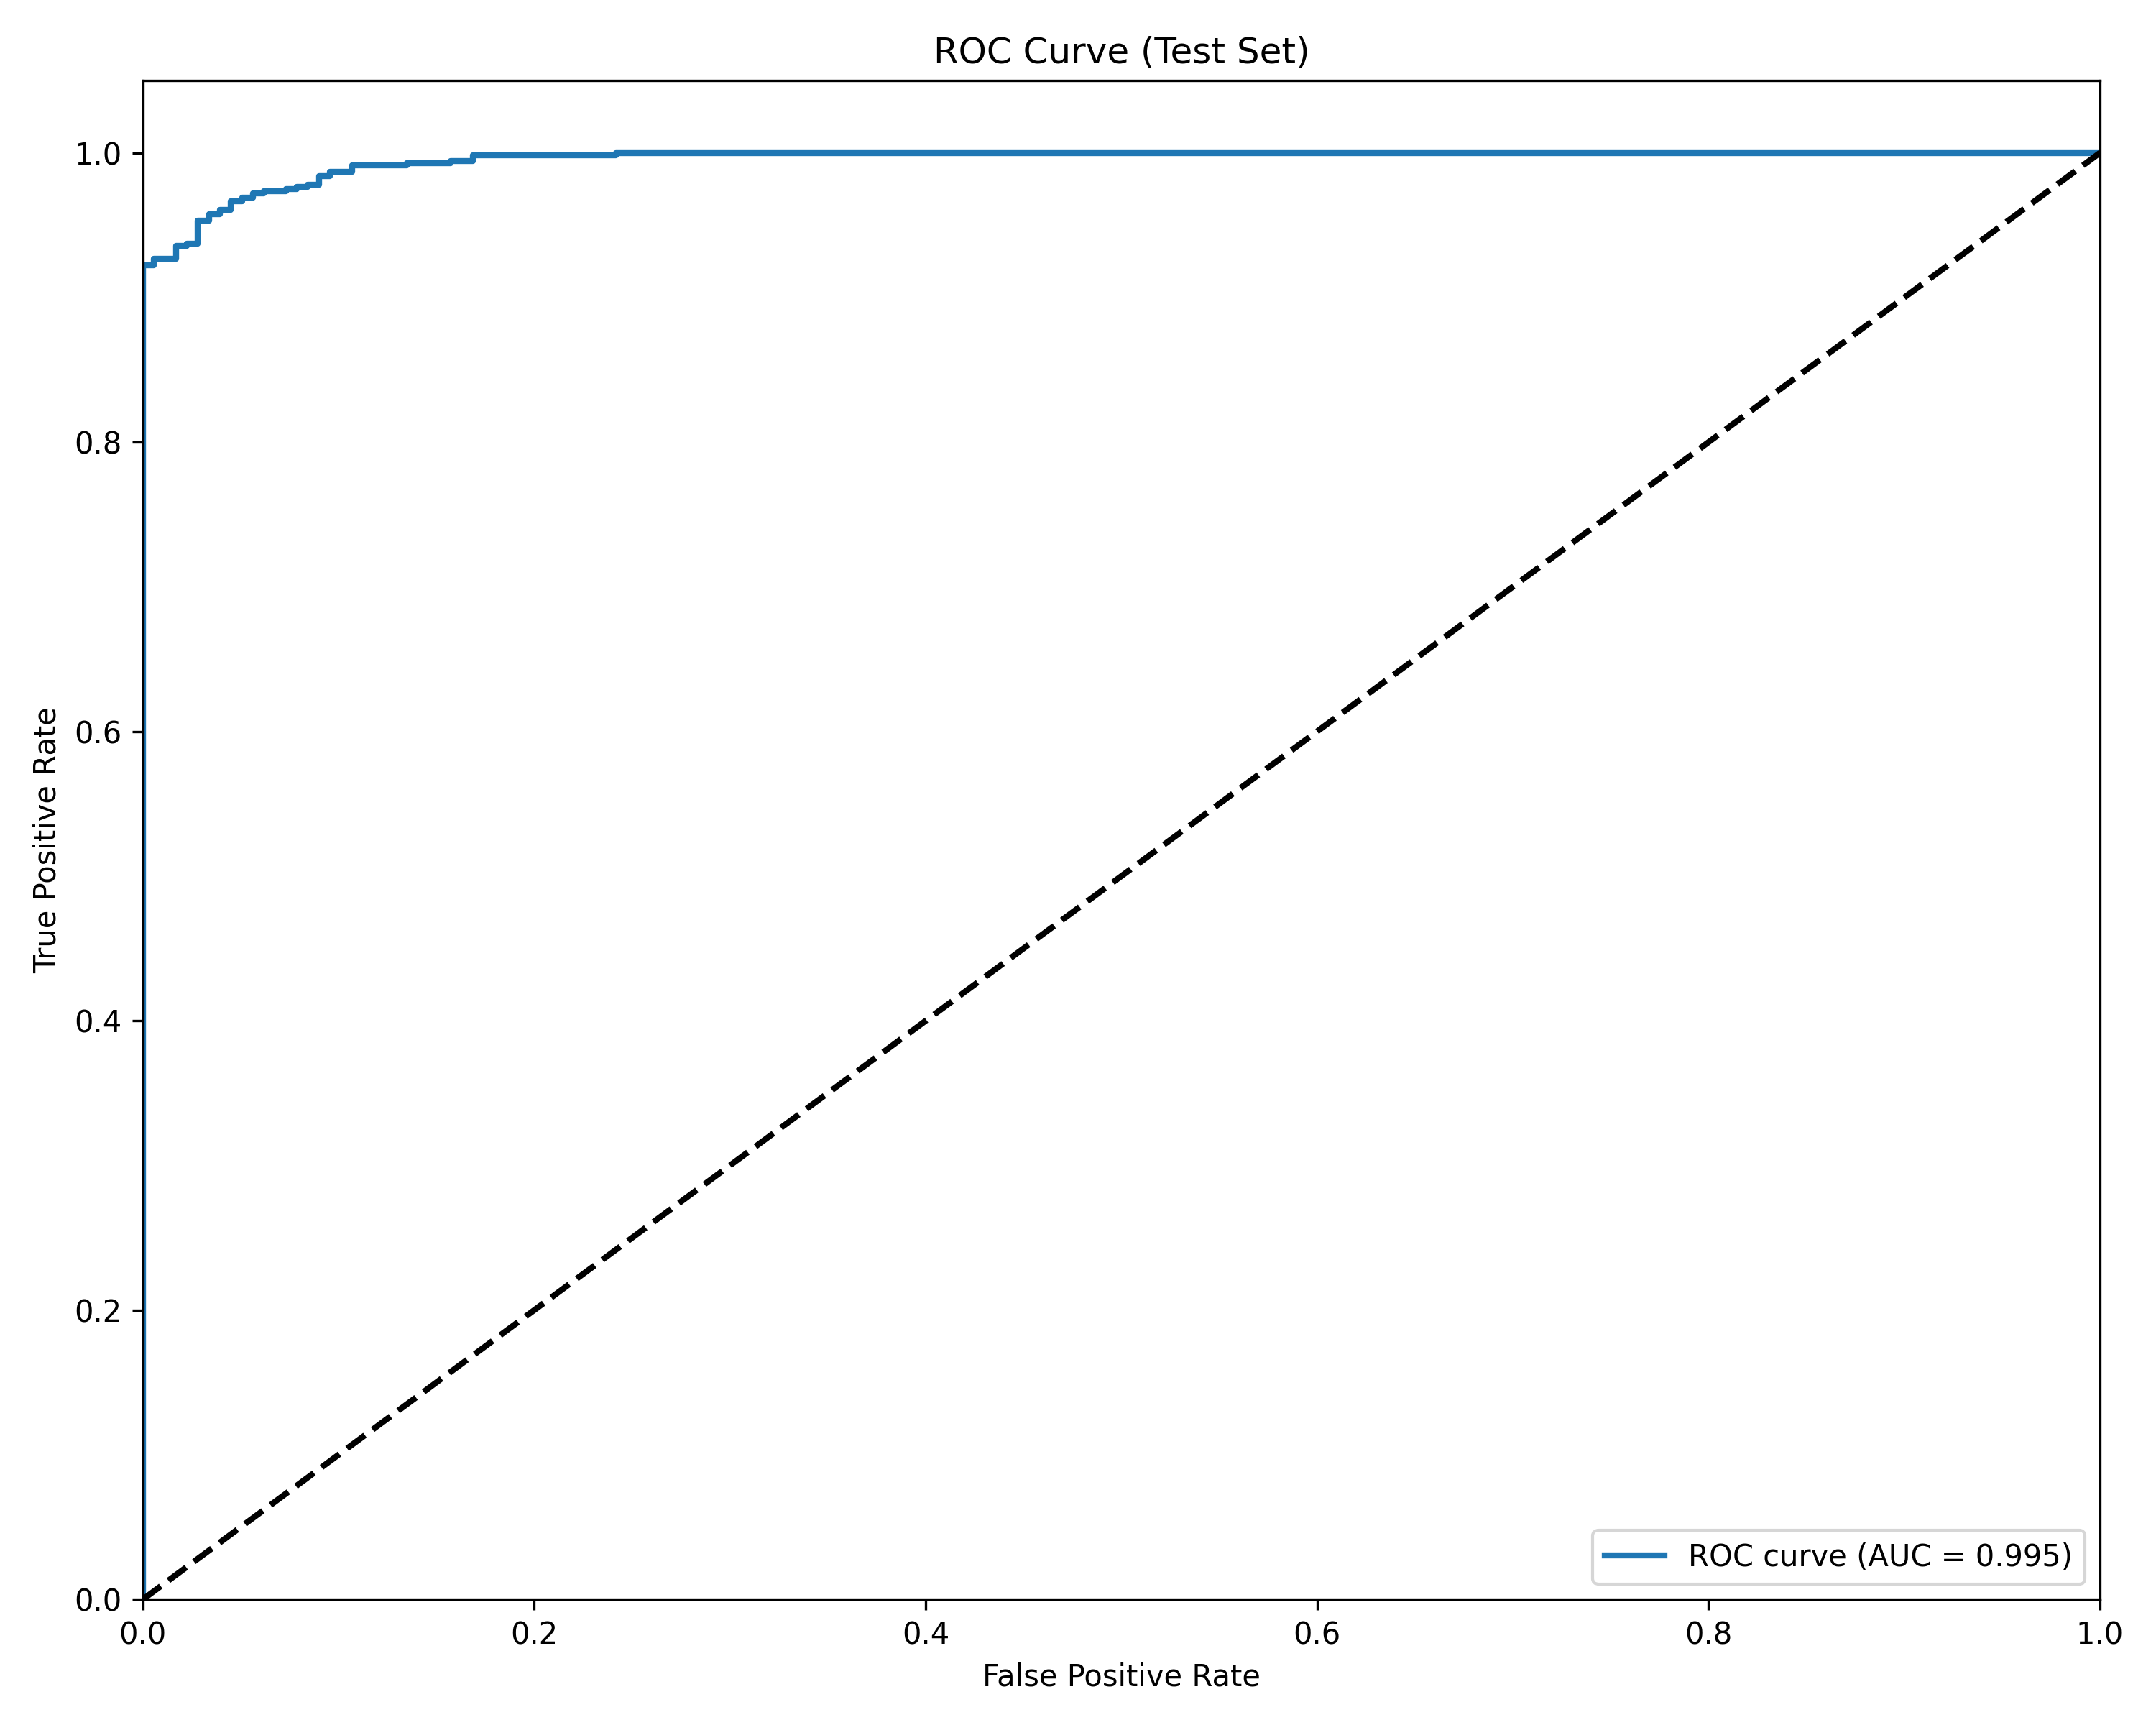 ROC Curve (Test Set)
1.0
0.8
0.6
0.4
0.2
0.0
True Positive Rate
ROC curve (AUC = 0.995)
0.0 0.2 0.4 0.6 0.8 1.0
False Positive Rate